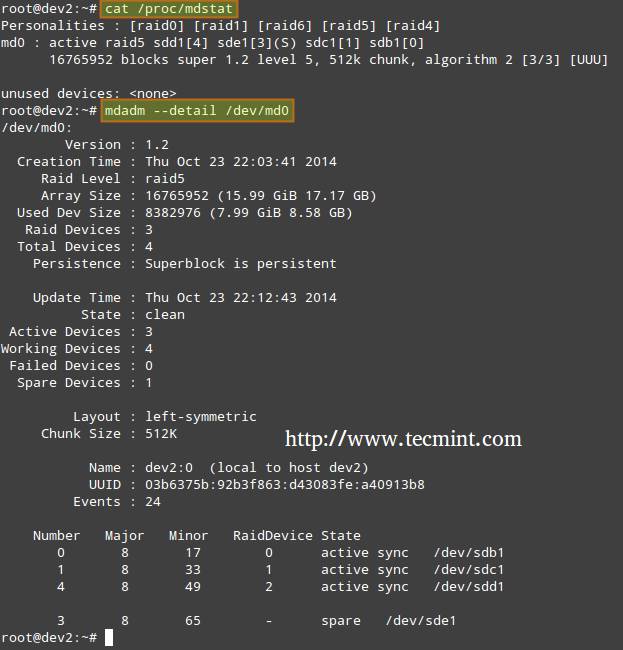 root@dev2:~# cat /proc/mdstat
Personalities : [raid0] [raid1] [raid6] [raid5] [raid4]
md0 : active raid5 sdd1[4] sde1[3](S) sdc1[1] sdb1[0]
      16765952 blocks super 1.2 level 5, 512k chunk, algorithm 2 [3/3] [UUU]

unused devices: <none>
root@dev2:~# mdadm --detail /dev/md0
/dev/md0:
        Version : 1.2
  Creation Time : Thu Oct 23 22:03:41 2014
     Raid Level : raid5
     Array Size : 16765952 (15.99 GiB 17.17 GB)
  Used Dev Size : 8382976 (7.99 GiB 8.58 GB)
   Raid Devices : 3
  Total Devices : 4
    Persistence : Superblock is persistent

    Update Time : Thu Oct 23 22:12:43 2014
          State : clean
 Active Devices : 3
Working Devices : 4
 Failed Devices : 0
  Spare Devices : 1

         Layout : left-symmetric
     Chunk Size : 512K
http://www.tecmint.com

           Name : dev2:0  (local to host dev2)
           UUID : 03b6375b:92b3f863:d43083fe:a40913b8
         Events : 24

    Number   Major   Minor   RaidDevice State
       0       8       17        0      active sync   /dev/sdb1
       1       8       33        1      active sync   /dev/sdc1
       4       8       49        2      active sync   /dev/sdd1

       3       8       65        -      spare   /dev/sde1
root@dev2:~#